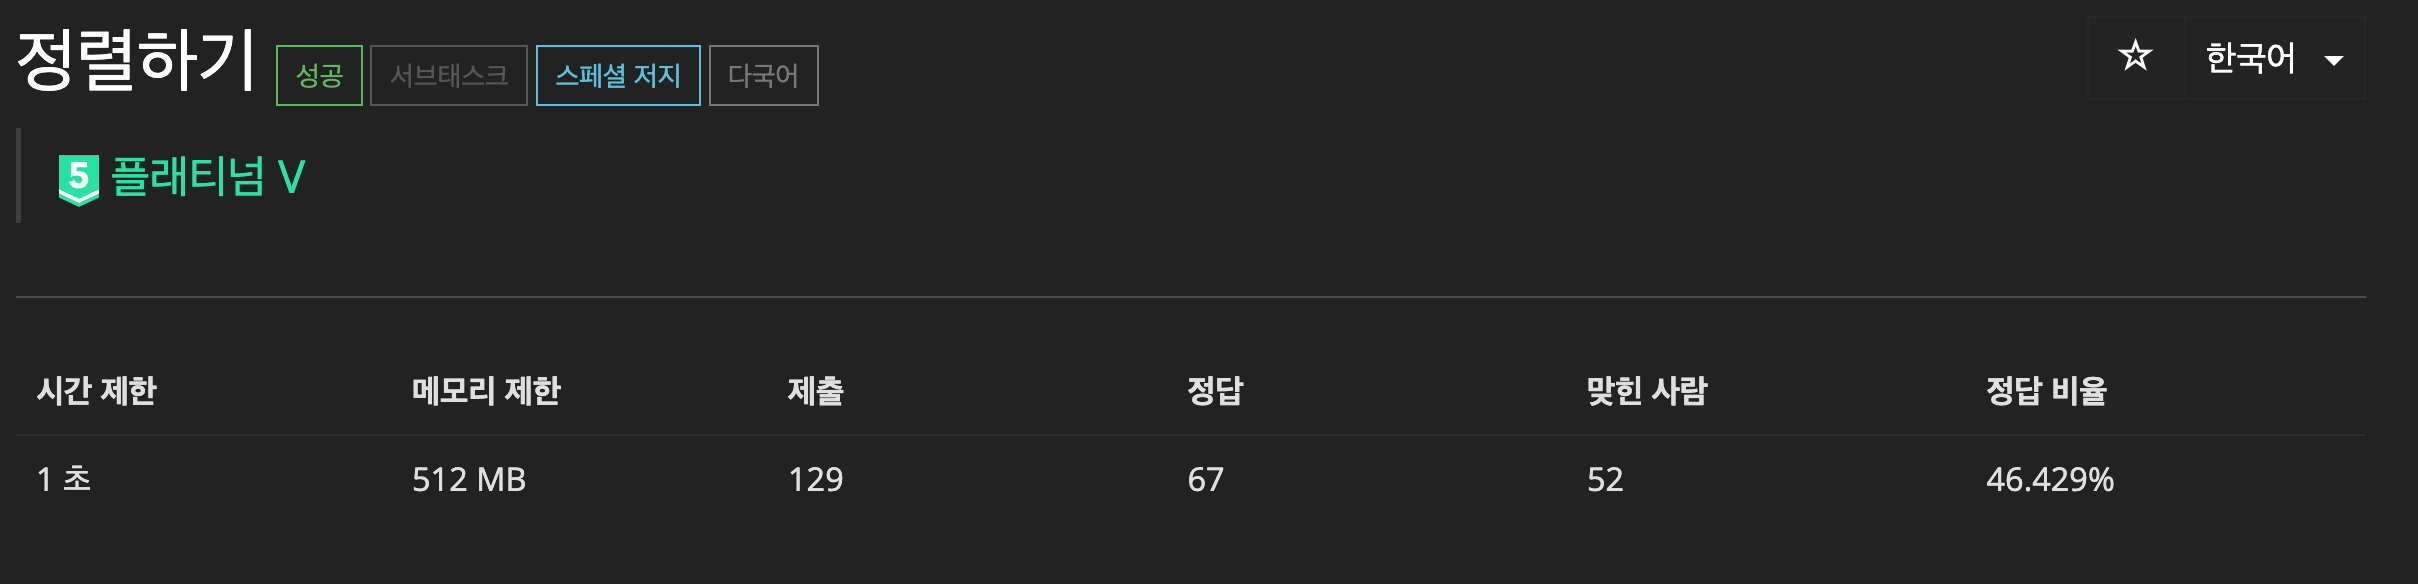 정렬하기 성공 서브태스크 스페셜 저지 다국어 ☆ 한국어
5 플래티넘 V
시간 제한 메모리 제한 제출 정답 맞힌 사람 정답 비율
1 초 512 MB 129 67 52 46.429%